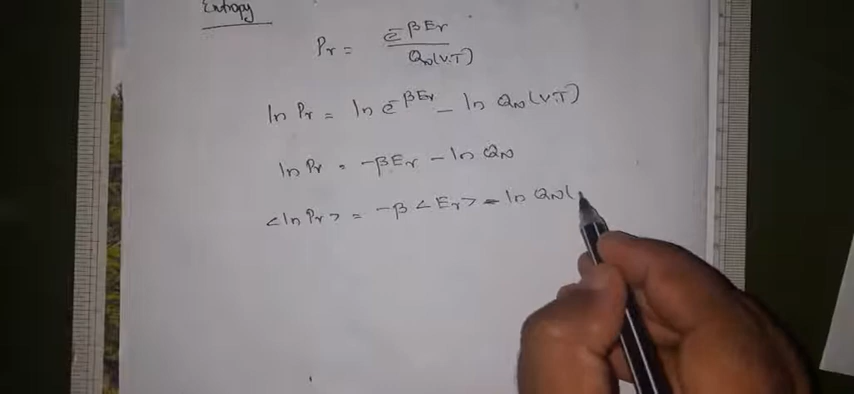 Entropy
Pr = e^-βEr / QN(V.T)
ln Pr = ln e^-βEr - ln QN (V.T)
ln Pr = -βEr - ln QN
<ln Pr> = -β <Er> - ln QN(